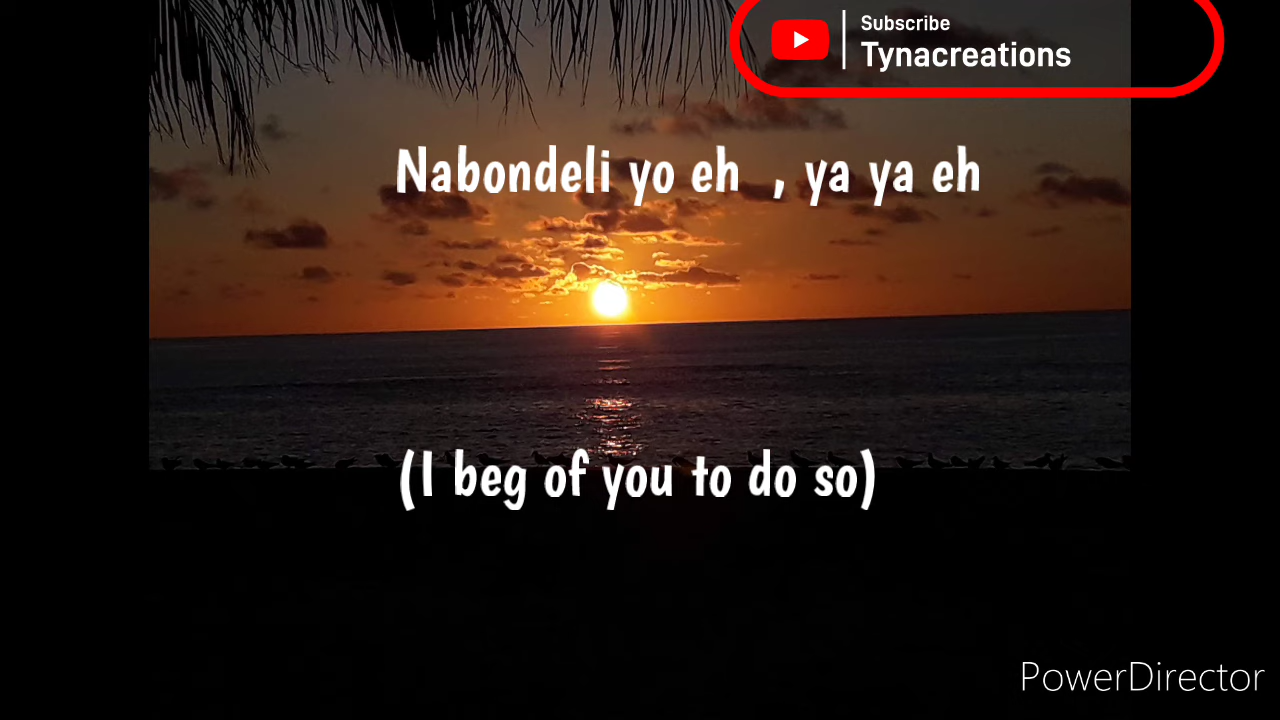 Subscribe
Tynacreations
Nabondeli yo eh , ya ya eh
(I beg of you to do so)
PowerDirector